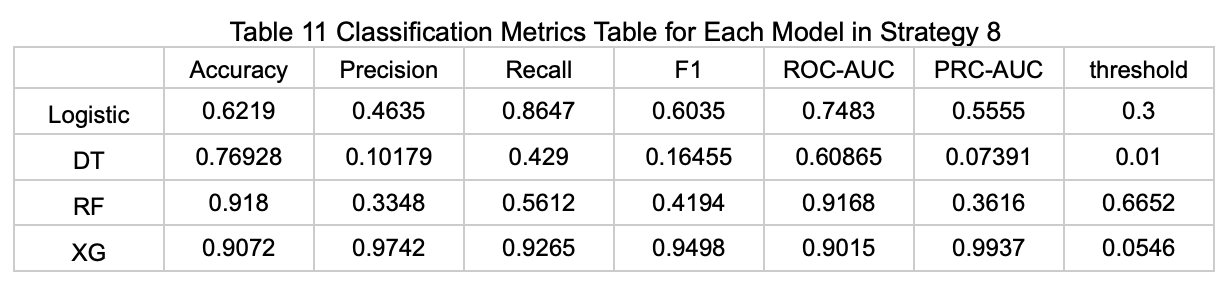 Table 11 Classification Metrics Table for Each Model in Strategy 8
Accuracy Precision Recall F1 ROC-AUC PRC-AUC threshold
Logistic 0.6219 0.4635 0.8647 0.6035 0.7483 0.5555 0.3
DT 0.76928 0.10179 0.429 0.16455 0.60865 0.07391 0.01
RF 0.918 0.3348 0.5612 0.4194 0.9168 0.3616 0.6652
XG 0.9072 0.9742 0.9265 0.9498 0.9015 0.9937 0.0546